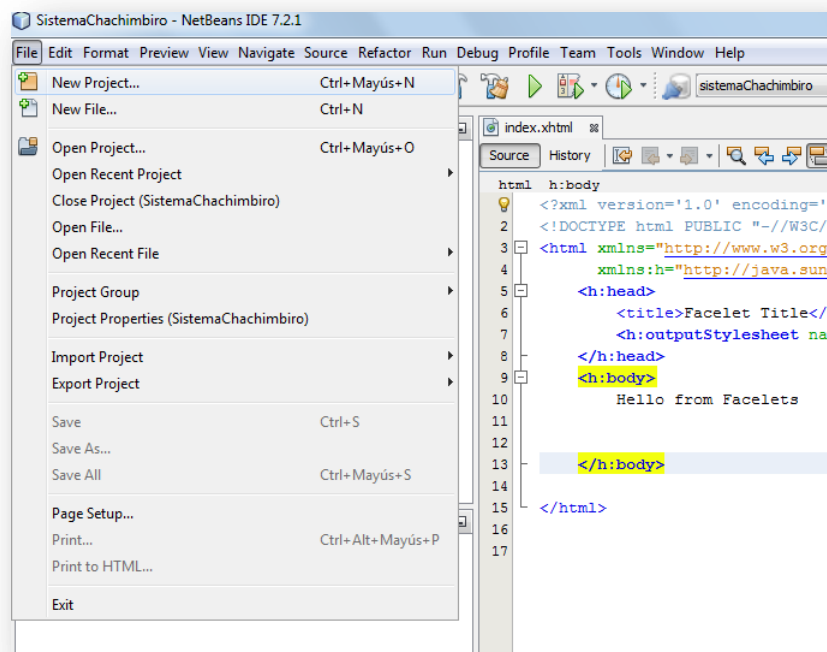 SistemaChachimbiro - NetBeans IDE 7.2.1
File Edit Format Preview View Navigate Source Refactor Run Debug Profile Team Tools Window Help
New Project... Ctrl+Mayús+N
New File... Ctrl+N
Open Project... Ctrl+Mayús+O
Open Recent Project
Close Project (SistemaChachimbiro)
Open File...
Open Recent File
Project Group
Project Properties (SistemaChachimbiro)
Import Project
Export Project
Save Ctrl+S
Save As...
Save All Ctrl+Mayús+S
Page Setup...
Print... Ctrl+Alt+Mayús+P
Print to HTML...
Exit
sistemaChachimbiro
index.xhtml
Source History
html h:body
<?xml version='1.0' encoding='
2 <!DOCTYPE html PUBLIC "-//W3C/
3 <html xmlns="http://www.w3.org
4 xmlns:h="http://java.sun
5 <h:head>
6 <title>Facelet Title</
7 <h:outputStylesheet na
8 </h:head>
9 <h:body>
10 Hello from Facelets
11
12
13 </h:body>
14
15 </html>
16
17